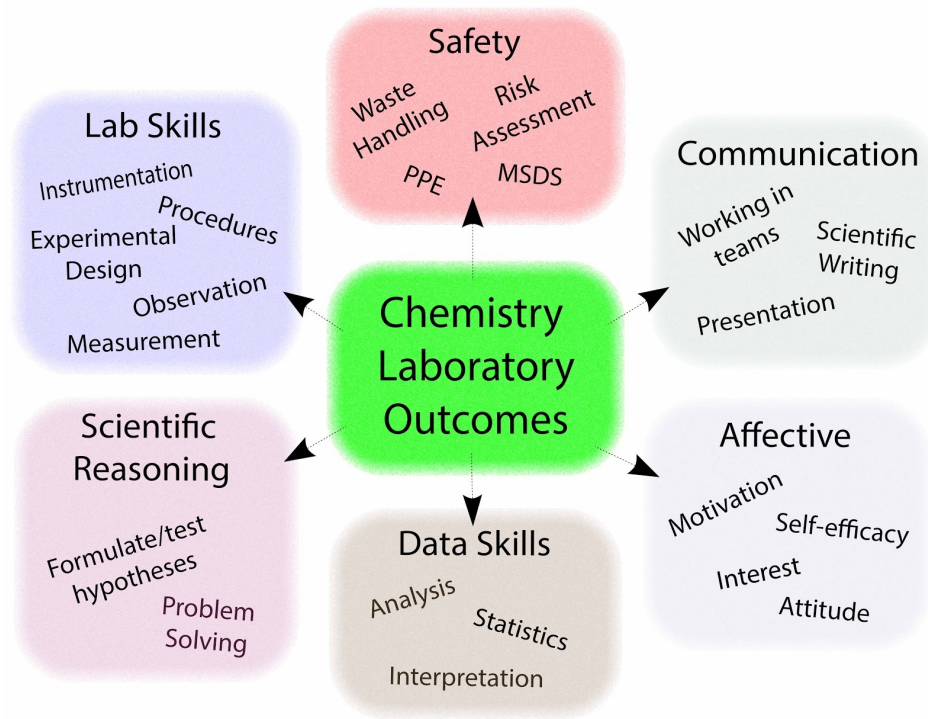 Safety
Waste
Handling
Risk
Assessment
PPE
MSDS
Lab Skills
Instrumentation
Procedures
Experimental
Design
Observation
Measurement
Communication
Working in
teams
Scientific
Writing
Presentation
Chemistry
Laboratory
Outcomes
Scientific
Reasoning
Formulate/test
hypotheses
Problem
Solving
Data Skills
Analysis
Statistics
Interpretation
Affective
Motivation
Self-efficacy
Interest
Attitude